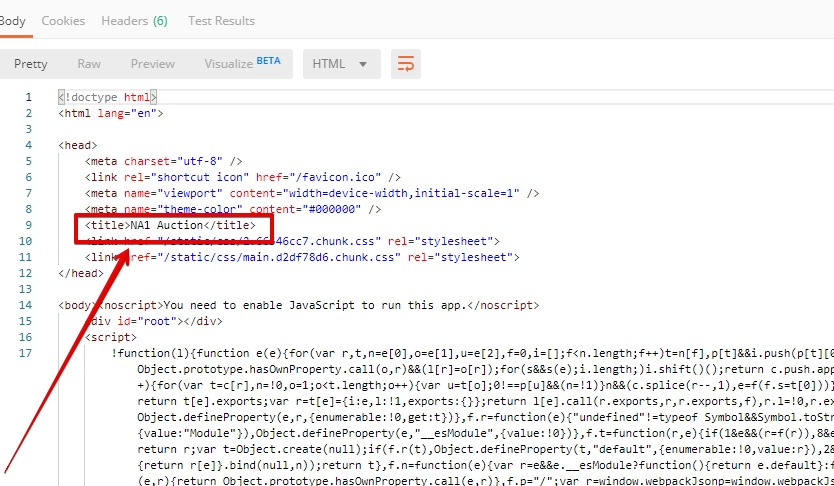 Body Cookies Headers (6) Test Results
Pretty Raw Preview Visualize BETA HTML
1 <!doctype html>
2 <html lang="en">
3
4 <head>
5 <meta charset="utf-8" />
6 <link rel="shortcut icon" href="/favicon.ico" />
7 <meta name="viewport" content="width=device-width,initial-scale=1" />
8 <meta name="theme-color" content="#000000" />
9 <title>NA1 Auction</title>
10 <link href="/static/css/2.66546cc7.chunk.css" rel="stylesheet">
11 <link href="/static/css/main.d2df78d6.chunk.css" rel="stylesheet">
12 </head>
13
14 <body><noscript>You need to enable JavaScript to run this app.</noscript>
15 <div id="root"></div>
16 <script>
17 !function(l){function e(e){for(var r,t,n=e[0],o=e[1],u=e[2],f=0,i=[];f<n.length;f++)t=n[f],p[t]&&i.push(p[t][0
Object.prototype.hasOwnProperty.call(o,r)&&(l[r]=o[r]);for(s&&s(e);i.length;)i.shift()();return c.push.app
+){for(var t=c[r],n=!0,o=1;o<t.length;o++){var u=t[o];0!==p[u]&&(n=!1)}n&&(c.splice(r--,1),e=f(f.s=t[0]))}
return t[e].exports;var r=t[e]={i:e,l:!1,exports:{}};return l[e].call(r.exports,r,r.exports,f),r.l=!0,r.ex
Object.defineProperty(e,r,{enumerable:!0,get:t})},f.r=function(e){"undefined"!=typeof Symbol&&Symbol.toStr
{value:"Module"}),Object.defineProperty(e,"__esModule",{value:!0})},f.t=function(r,e){if(1&e&&(r=f(r)),8&e
return r;var t=Object.create(null);if(f.r(t),Object.defineProperty(t,"default",{enumerable:!0,value:r}),2&
{return r[e]}.bind(null,n));return t},f.n=function(e){var r=e&&e.__esModule?function(){return e.default}:f
(e,r){return Object.prototype.hasOwnProperty.call(e,r)},f.p="/";var r=window.webpackJsonp=window.webpackJs